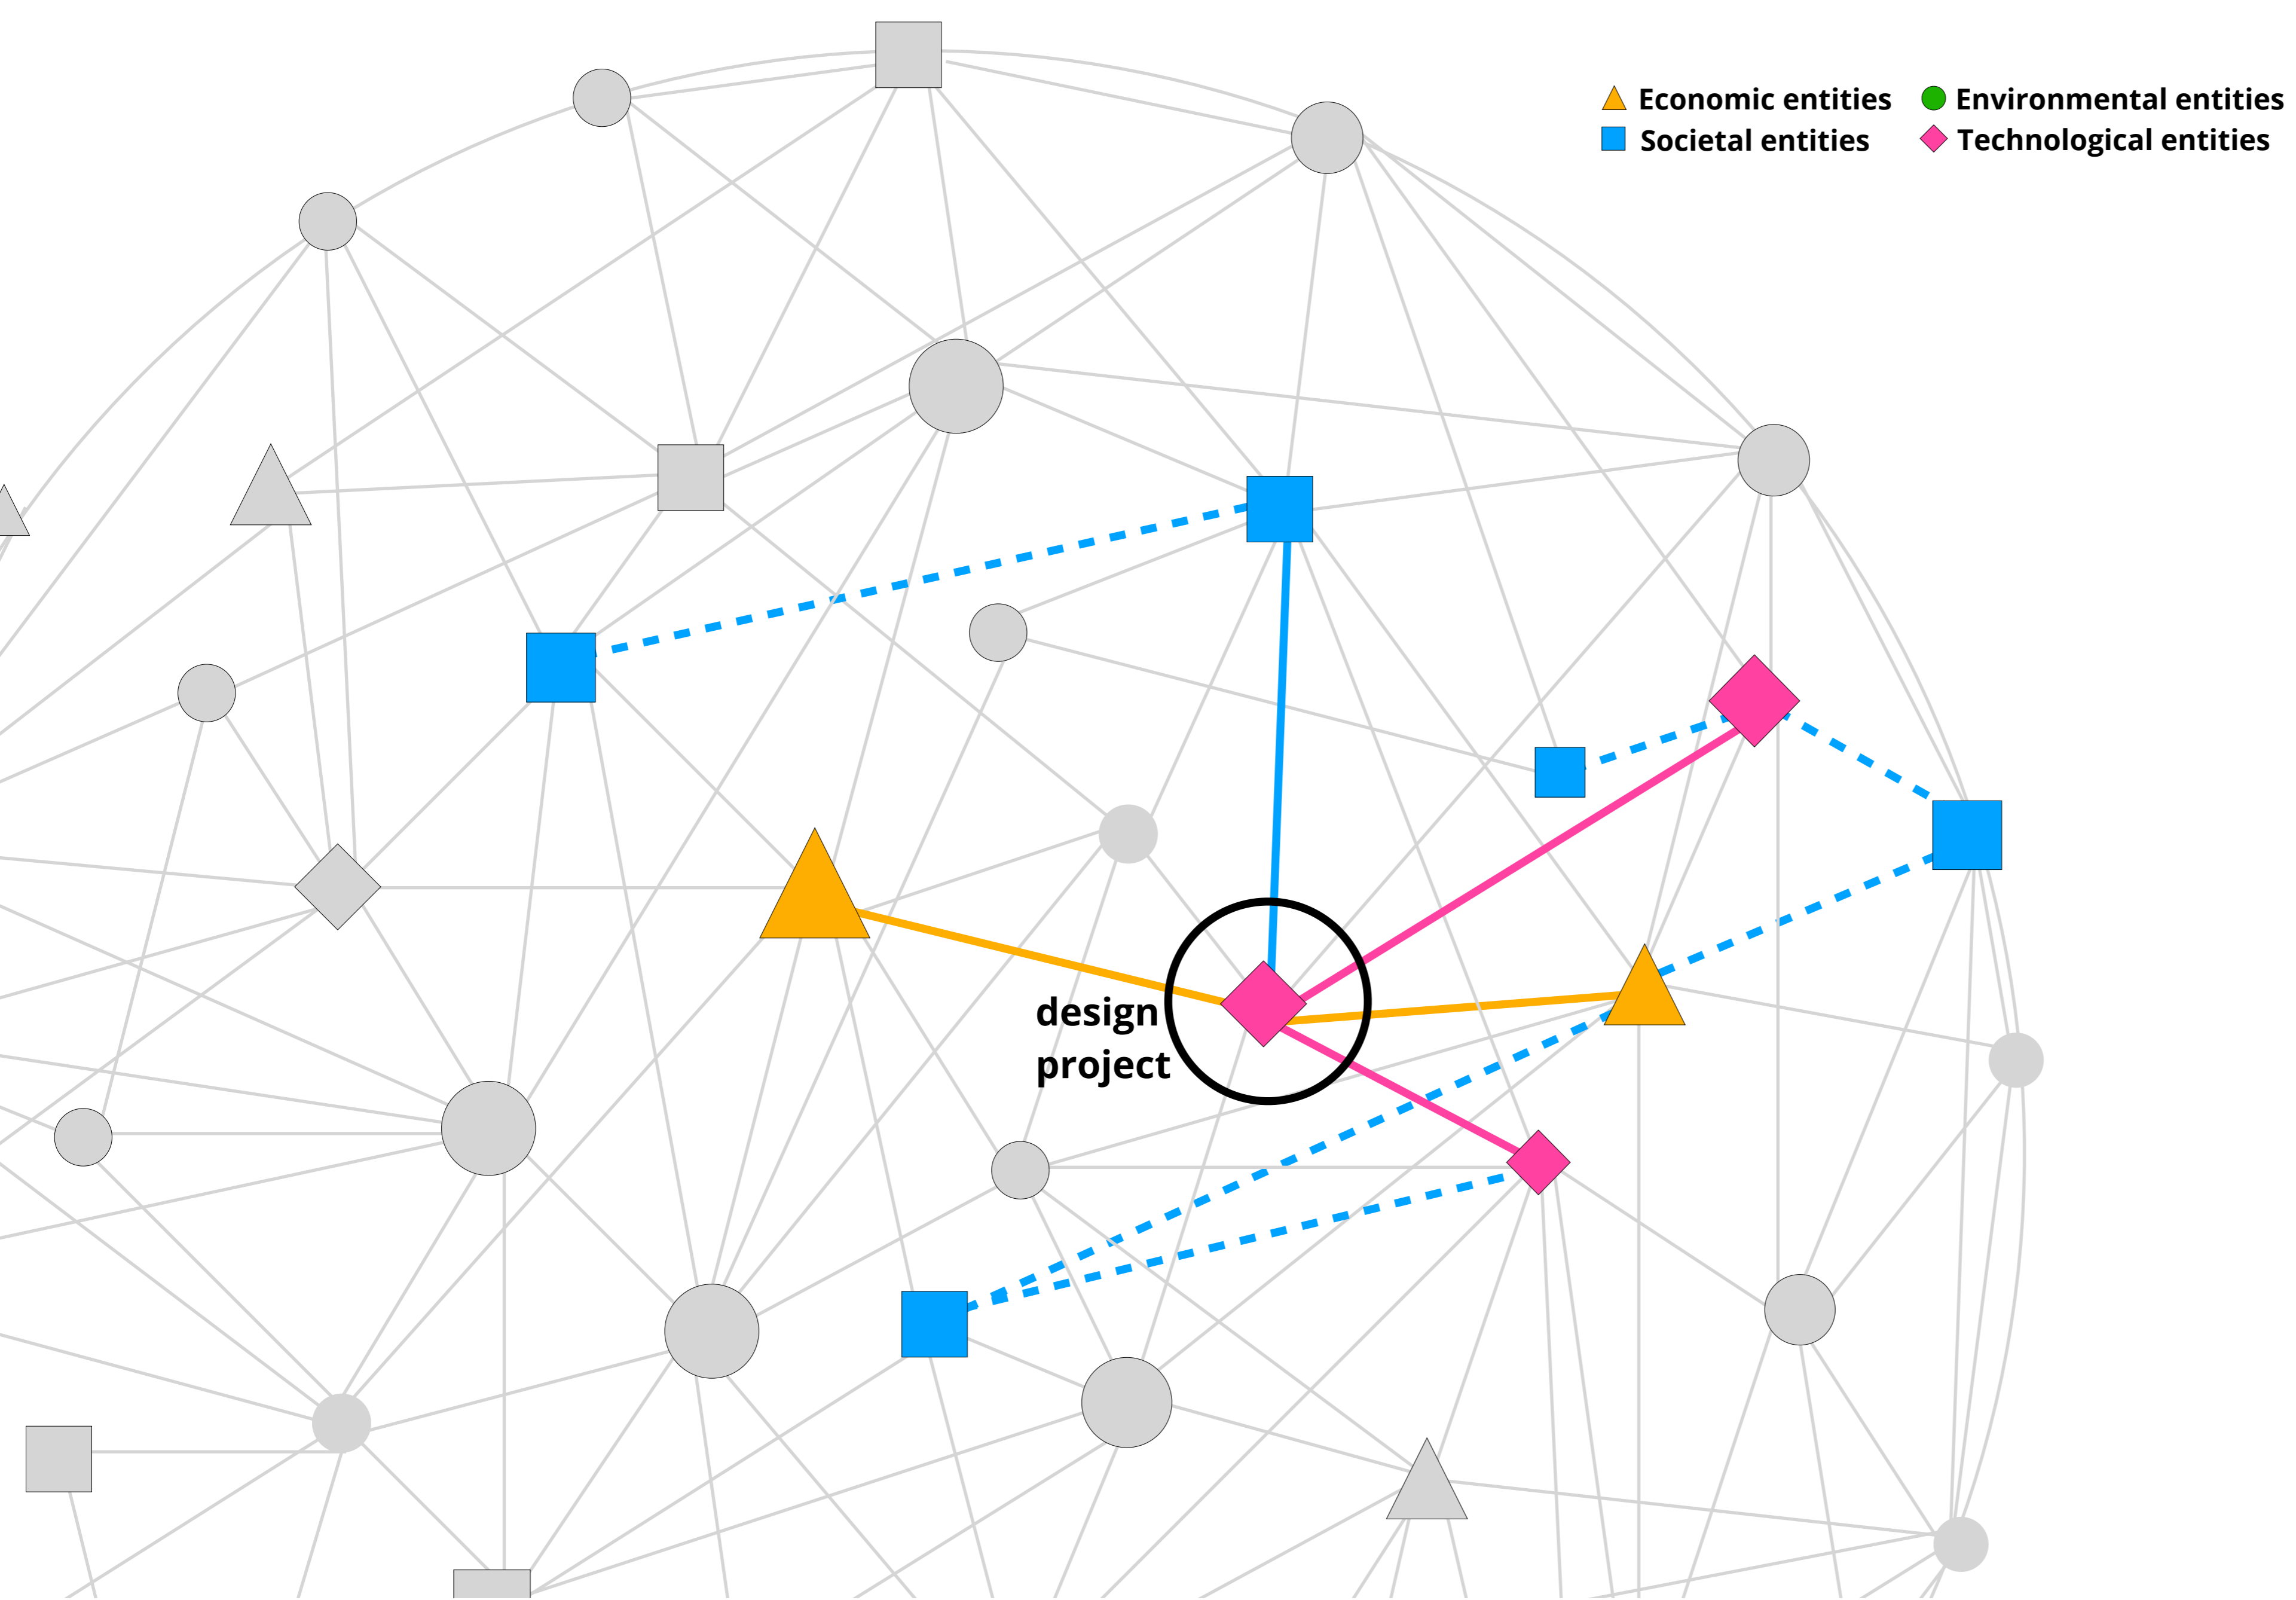 Economic entities
Environmental entities
Societal entities
Technological entities
design
project